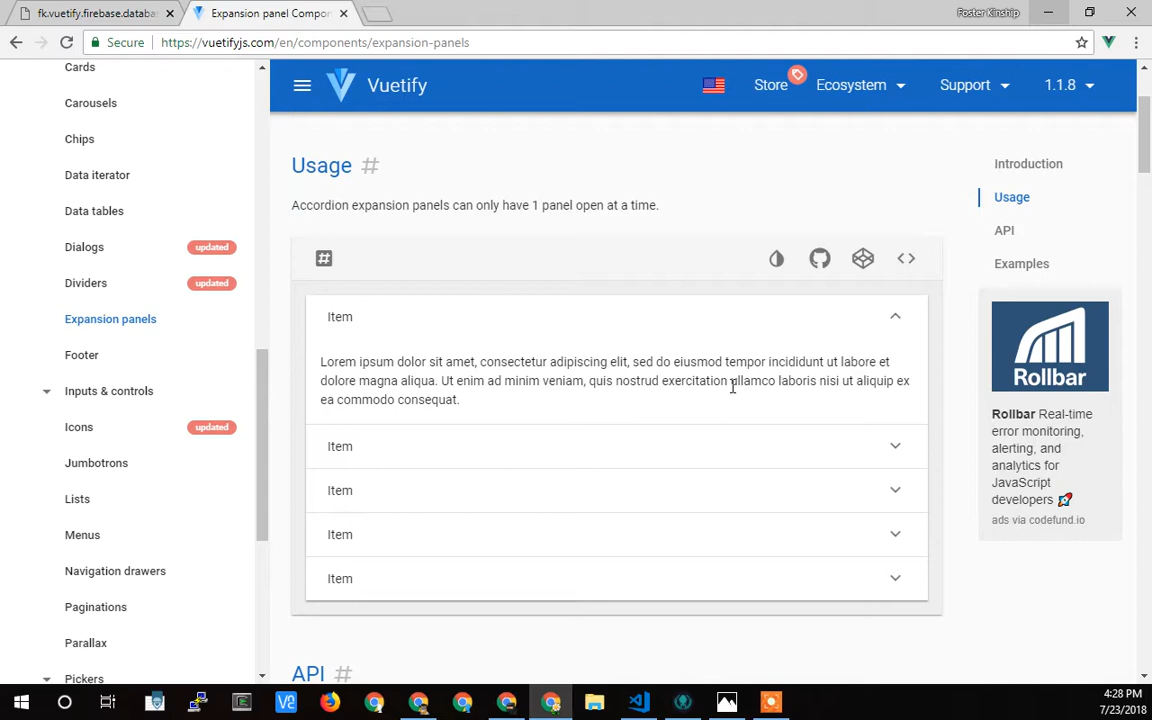 fk.vuetify.firebase.databa
Expansion panel Compon
Foster Kinship
Secure
https://vuetifyjs.com/en/components/expansion-panels
Cards
Carousels
Chips
Data iterator
Data tables
Dialogs updated
Dividers updated
Expansion panels
Footer
Inputs & controls
Icons updated
Jumbotrons
Lists
Menus
Navigation drawers
Paginations
Parallax
Pickers
Vuetify
Store
Ecosystem
Support
1.1.8
Usage #
Accordion expansion panels can only have 1 panel open at a time.
Item
Lorem ipsum dolor sit amet, consectetur adipiscing elit, sed do eiusmod tempor incididunt ut labore et
dolore magna aliqua. Ut enim ad minim veniam, quis nostrud exercitation ullamco laboris nisi ut aliquip ex
ea commodo consequat.
Item
Item
Item
Item
API #
Introduction
Usage
API
Examples
Rollbar
Rollbar Real-time
error monitoring,
alerting, and
analytics for
JavaScript
developers 🚀
ads via codefund.io
4:28 PM
7/23/2018